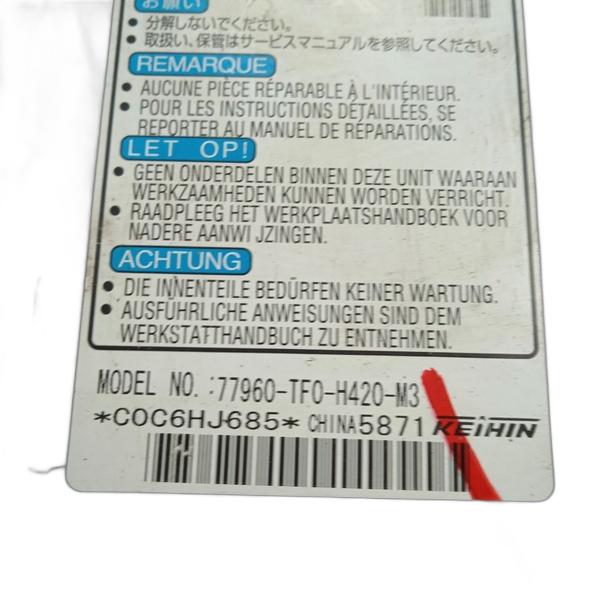 お願い
● 分解しないでください。
● 取扱い、保管はサービスマニュアルを参照してください。
REMARQUE
● AUCUNE PIÈCE RÉPARABLE À L'INTÉRIEUR.
● POUR LES INSTRUCTIONS DÉTAILLÉES, SE
REPORTER AU MANUEL DE RÉPARATIONS.
LET OP!
● GEEN ONDERDELEN BINNEN DEZE UNIT WAARAAN
WERKZAAMHEDEN KUNNEN WORDEN VERRICHT.
● RAADPLEEG HET WERKPLAATSHANDBOEK VOOR
NADERE AANWIJZINGEN.
ACHTUNG
● DIE INNENTEILE BEDÜRFEN KEINER WARTUNG.
● AUSFÜHRLICHE ANWEISUNGEN SIND DEM
WERKSTATTHANDBUCH ZU ENTNEHMEN.
MODEL NO. :77960-TF0-H420-M3
*C0C6HJ685* CHINA5871 KEIHIN